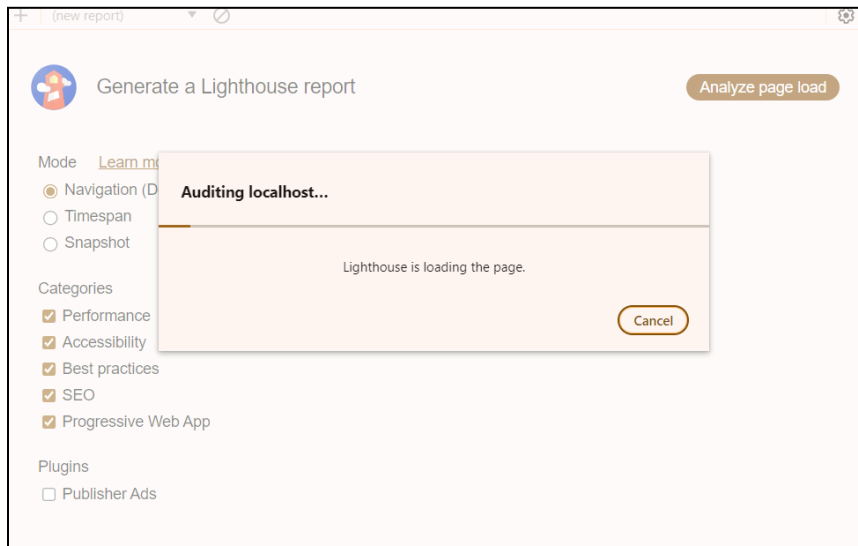 (new report)
Generate a Lighthouse report
Analyze page load
Mode Learn
Navigation (D
Timespan
Snapshot
Auditing localhost...
Lighthouse is loading the page.
Cancel
Categories
Performance
Accessibility
Best practices
SEO
Progressive Web App
Plugins
Publisher Ads